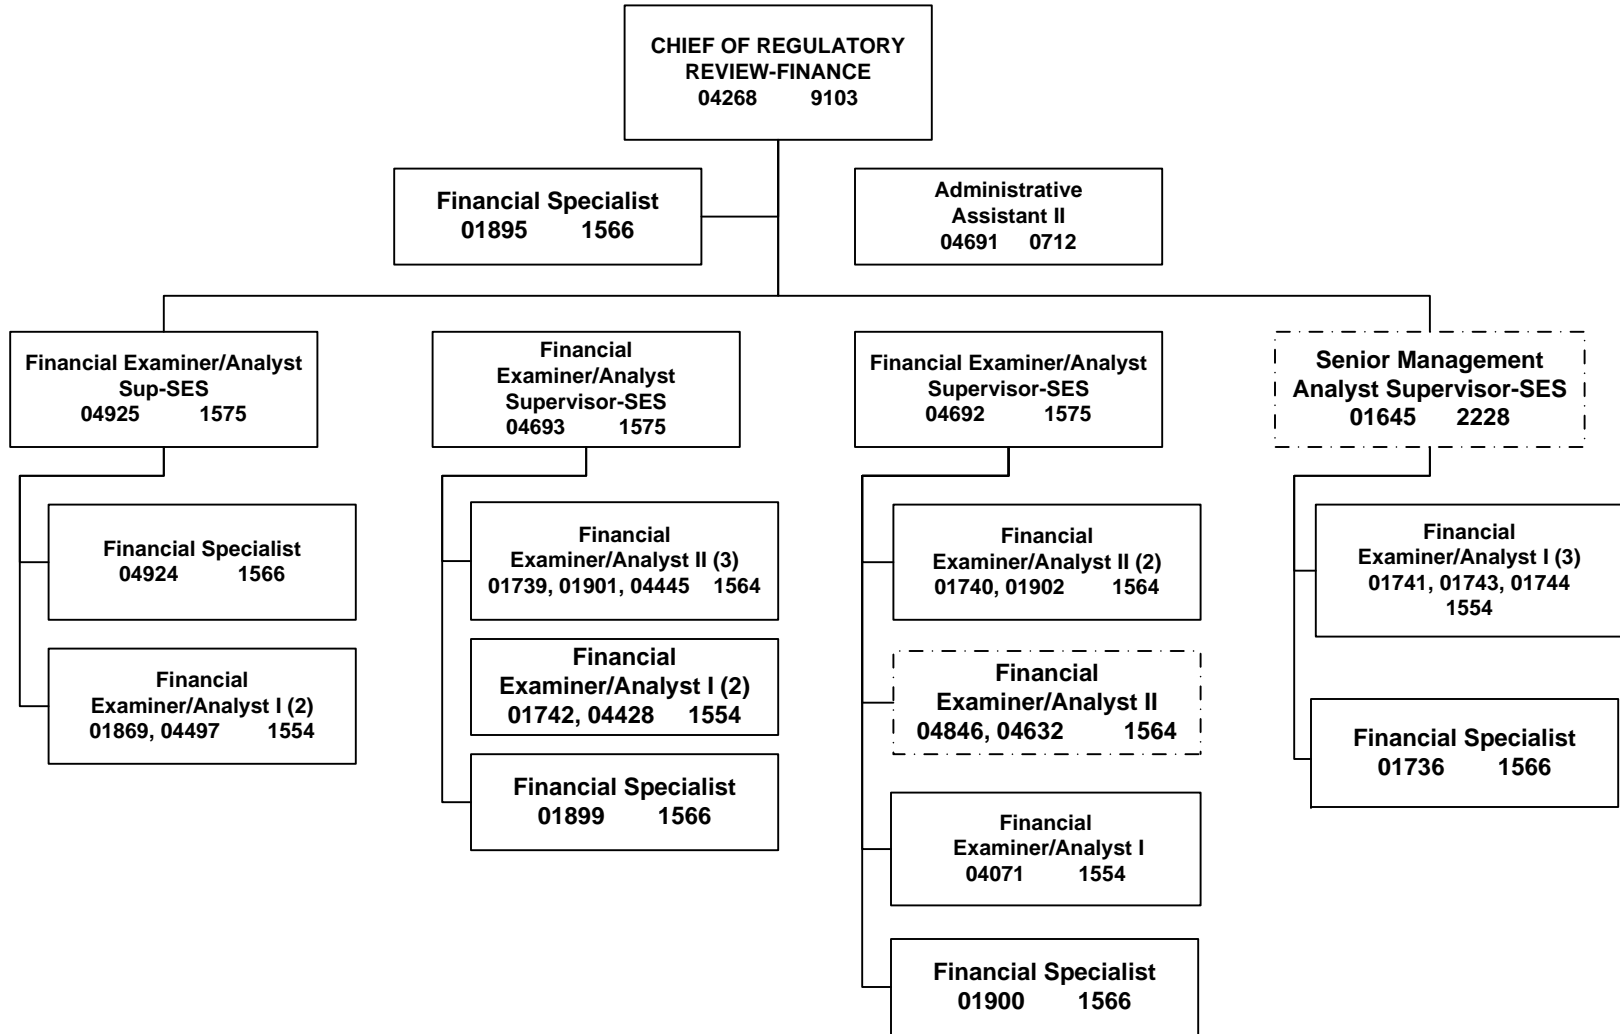 CHIEF OF REGULATORY
REVIEW-FINANCE
04268 9103
Financial Specialist
01895 1566
Administrative
Assistant II
04691 0712
Financial Examiner/Analyst
Sup-SES
04925 1575
Financial Specialist
04924 1566
Financial
Examiner/Analyst I (2)
01869, 04497 1554
Financial
Examiner/Analyst
Supervisor-SES
04693 1575
Financial
Examiner/Analyst II (3)
01739, 01901, 04445 1564
Financial
Examiner/Analyst I (2)
01742, 04428 1554
Financial Specialist
01899 1566
Financial Examiner/Analyst
Supervisor-SES
04692 1575
Financial
Examiner/Analyst II (2)
01740, 01902 1564
Financial
Examiner/Analyst II
04846, 04632 1564
Financial
Examiner/Analyst I
04071 1554
Financial Specialist
01900 1566
Senior Management
Analyst Supervisor-SES
01645 2228
Financial
Examiner/Analyst I (3)
01741, 01743, 01744
1554
Financial Specialist
01736 1566